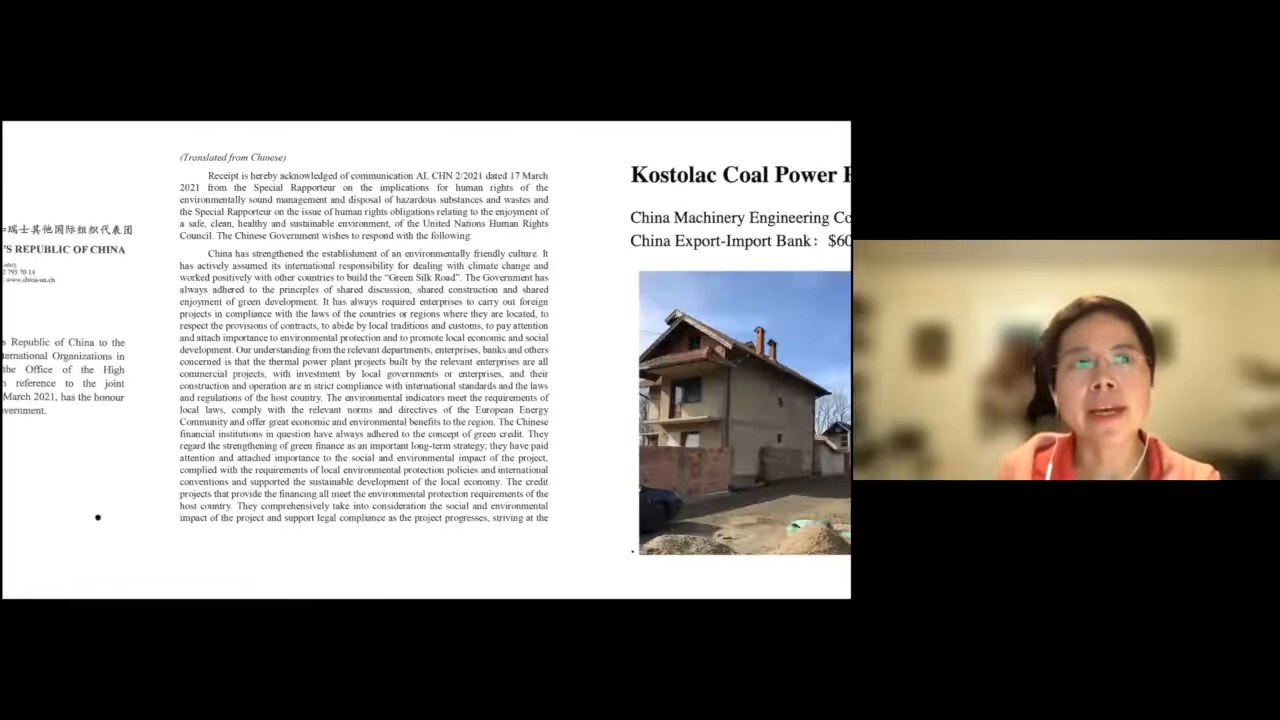 和瑞士其他国际组织代表团
'S REPUBLIC OF CHINA
2 793 70 14
www.china-un.ch
s Republic of China to the
ternational Organizations in
the Office of the High
n reference to the joint
March 2021, has the honour
vernment.
(Translated from Chinese)
Receipt is hereby acknowledged of communication AL CHN 2/2021 dated 17 March
2021 from the Special Rapporteur on the implications for human rights of the
environmentally sound management and disposal of hazardous substances and wastes and
the Special Rapporteur on the issue of human rights obligations relating to the enjoyment of
a safe, clean, healthy and sustainable environment, of the United Nations Human Rights
Council. The Chinese Government wishes to respond with the following:
China has strengthened the establishment of an environmentally friendly culture. It
has actively assumed its international responsibility for dealing with climate change and
worked positively with other countries to build the “Green Silk Road”. The Government has
always adhered to the principles of shared discussion, shared construction and shared
enjoyment of green development. It has always required enterprises to carry out foreign
projects in compliance with the laws of the countries or regions where they are located, to
respect the provisions of contracts, to abide by local traditions and customs, to pay attention
and attach importance to environmental protection and to promote local economic and social
development. Our understanding from the relevant departments, enterprises, banks and others
concerned is that the thermal power plant projects built by the relevant enterprises are all
commercial projects, with investment by local governments or enterprises, and their
construction and operation are in strict compliance with international standards and the laws
and regulations of the host country. The environmental indicators meet the requirements of
local laws, comply with the relevant norms and directives of the European Energy
Community and offer great economic and environmental benefits to the region. The Chinese
financial institutions in question have always adhered to the concept of green credit. They
regard the strengthening of green finance as an important long-term strategy; they have paid
attention and attached importance to the social and environmental impact of the project,
complied with the requirements of local environmental protection policies and international
conventions and supported the sustainable development of the local economy. The credit
projects that provide the financing all meet the environmental protection requirements of the
host country. They comprehensively take into consideration the social and environmental
impact of the project and support legal compliance as the project progresses, striving at the
Kostolac Coal Power
China Machinery Engineering Co
China Export-Import Bank：$60